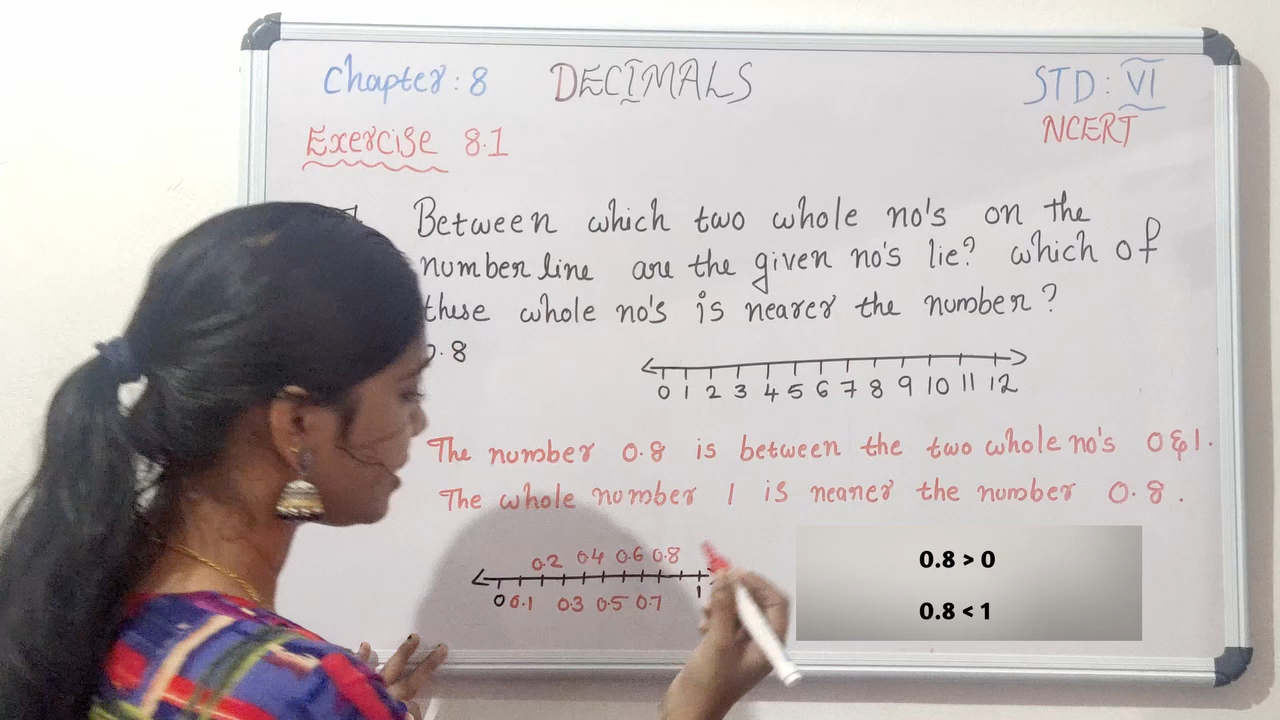 Chapter : 8 DECIMALS STD : VI
NCERT
Exercise 8.1
Between which two whole no's on the
number line are the given no's lie? which of
these whole no's is nearer the number?
0.8
0 1 2 3 4 5 6 7 8 9 10 11 12
The number 0.8 is between the two whole no's 0&1.
The whole number 1 is nearer the number 0.8.
0.2 0.4 0.6 0.8
0 0.1 0.3 0.5 0.7 1
0.8 > 0
0.8 < 1